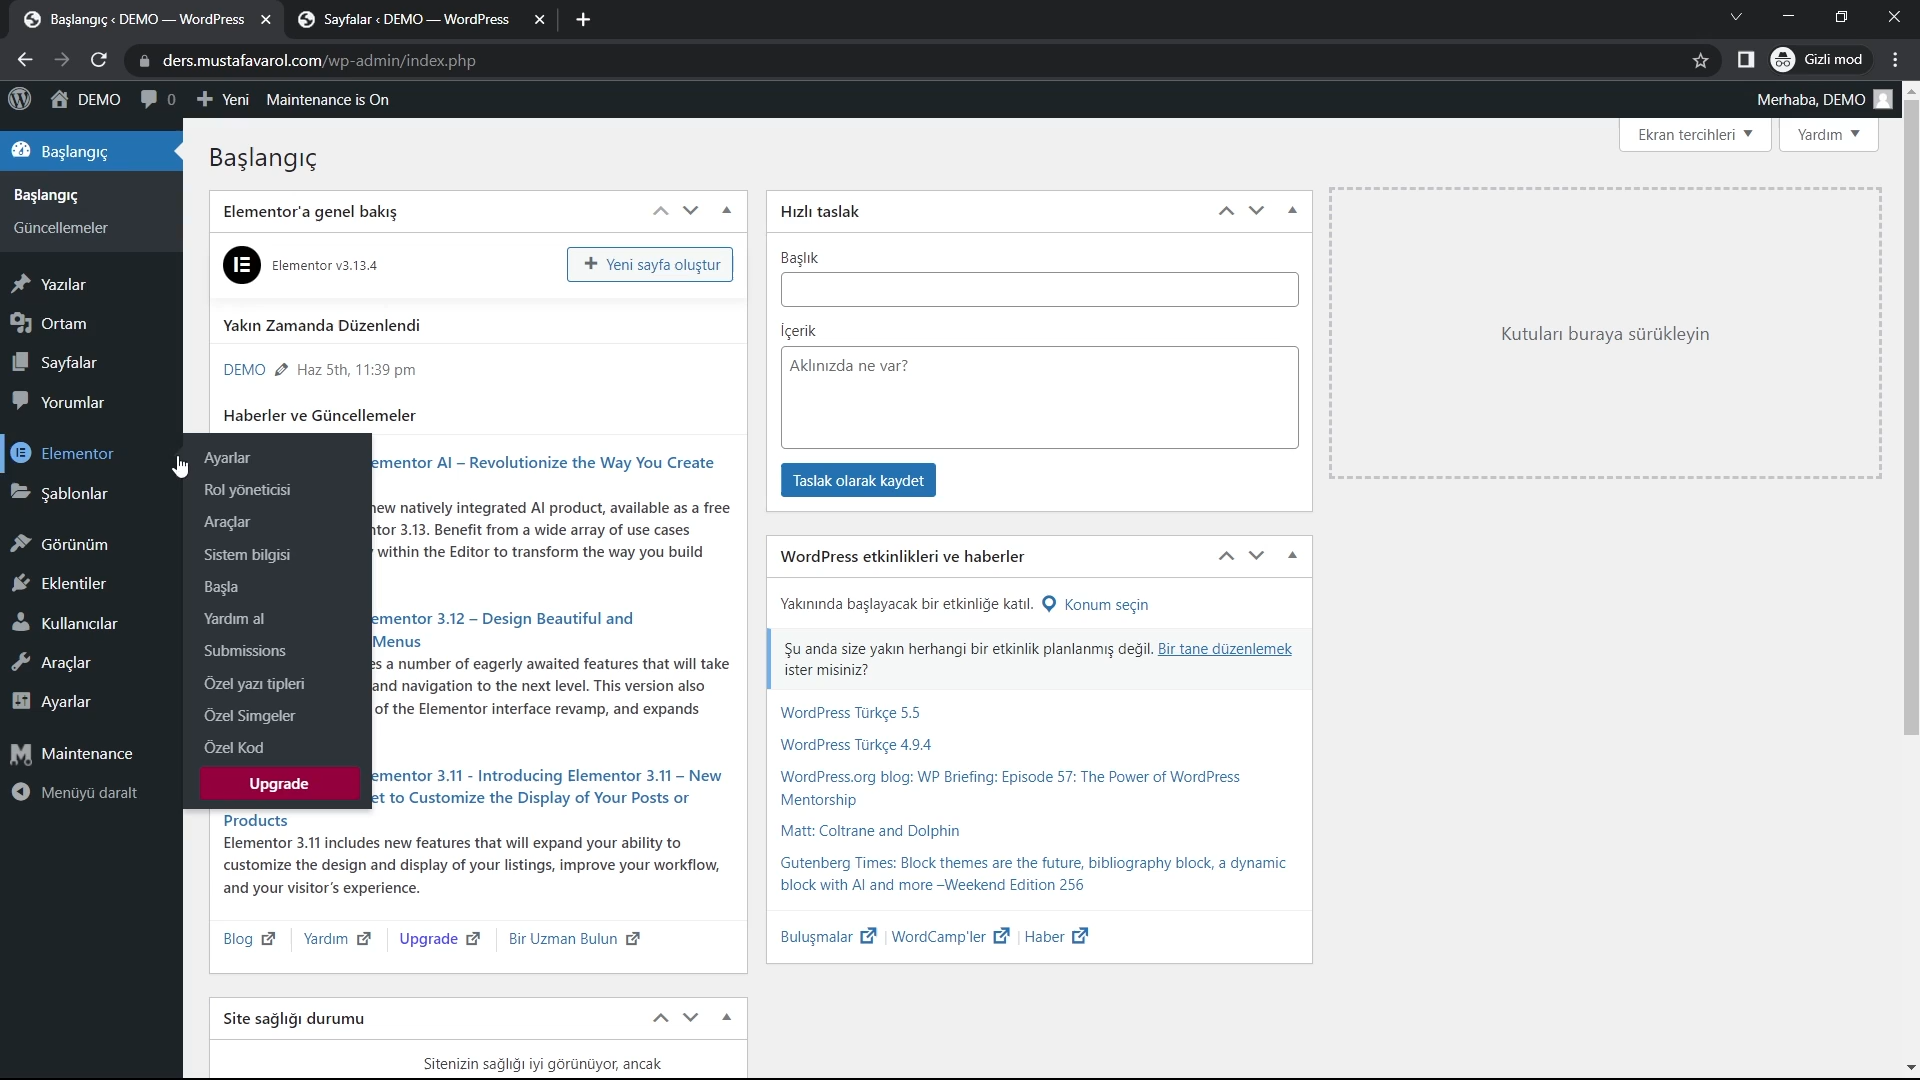 Başlangıç ‹ DEMO — WordPress
Sayfalar ‹ DEMO — WordPress
ders.mustafavarol.com/wp-admin/index.php
Gizli mod
DEMO
0
Yeni
Maintenance is On
Merhaba, DEMO
Başlangıç
Başlangıç
Güncellemeler
Yazılar
Ortam
Sayfalar
Yorumlar
Elementor
Şablonlar
Görünüm
Eklentiler
Kullanıcılar
Araçlar
Ayarlar
Maintenance
Menüyü daralt
Ayarlar
Rol yöneticisi
Araçlar
Sistem bilgisi
Başla
Yardım al
Submissions
Özel yazı tipleri
Özel Simgeler
Özel Kod
Upgrade
Ekran tercihleri
Yardım
Başlangıç
Elementor'a genel bakış
Elementor v3.13.4
Yeni sayfa oluştur
Yakın Zamanda Düzenlendi
DEMO Haz 5th, 11:39 pm
Haberler ve Güncellemeler
ementor AI – Revolutionize the Way You Create
new natively integrated AI product, available as a free
ntor 3.13. Benefit from a wide array of use cases
within the Editor to transform the way you build
ementor 3.12 – Design Beautiful and
Menus
es a number of eagerly awaited features that will take
and navigation to the next level. This version also
of the Elementor interface revamp, and expands
ementor 3.11 - Introducing Elementor 3.11 – New
et to Customize the Display of Your Posts or
Products
Elementor 3.11 includes new features that will expand your ability to
customize the design and display of your listings, improve your workflow,
and your visitor's experience.
Blog
Yardım
Upgrade
Bir Uzman Bulun
Site sağlığı durumu
Sitenizin sağlığı iyi görünüyor, ancak
Hızlı taslak
Başlık
İçerik
Aklınızda ne var?
Taslak olarak kaydet
WordPress etkinlikleri ve haberler
Yakınında başlayacak bir etkinliğe katıl. Konum seçin
Şu anda size yakın herhangi bir etkinlik planlanmış değil. Bir tane düzenlemek
ister misiniz?
WordPress Türkçe 5.5
WordPress Türkçe 4.9.4
WordPress.org blog: WP Briefing: Episode 57: The Power of WordPress
Mentorship
Matt: Coltrane and Dolphin
Gutenberg Times: Block themes are the future, bibliography block, a dynamic
block with AI and more –Weekend Edition 256
Buluşmalar
WordCamp'ler
Haber
Kutuları buraya sürükleyin